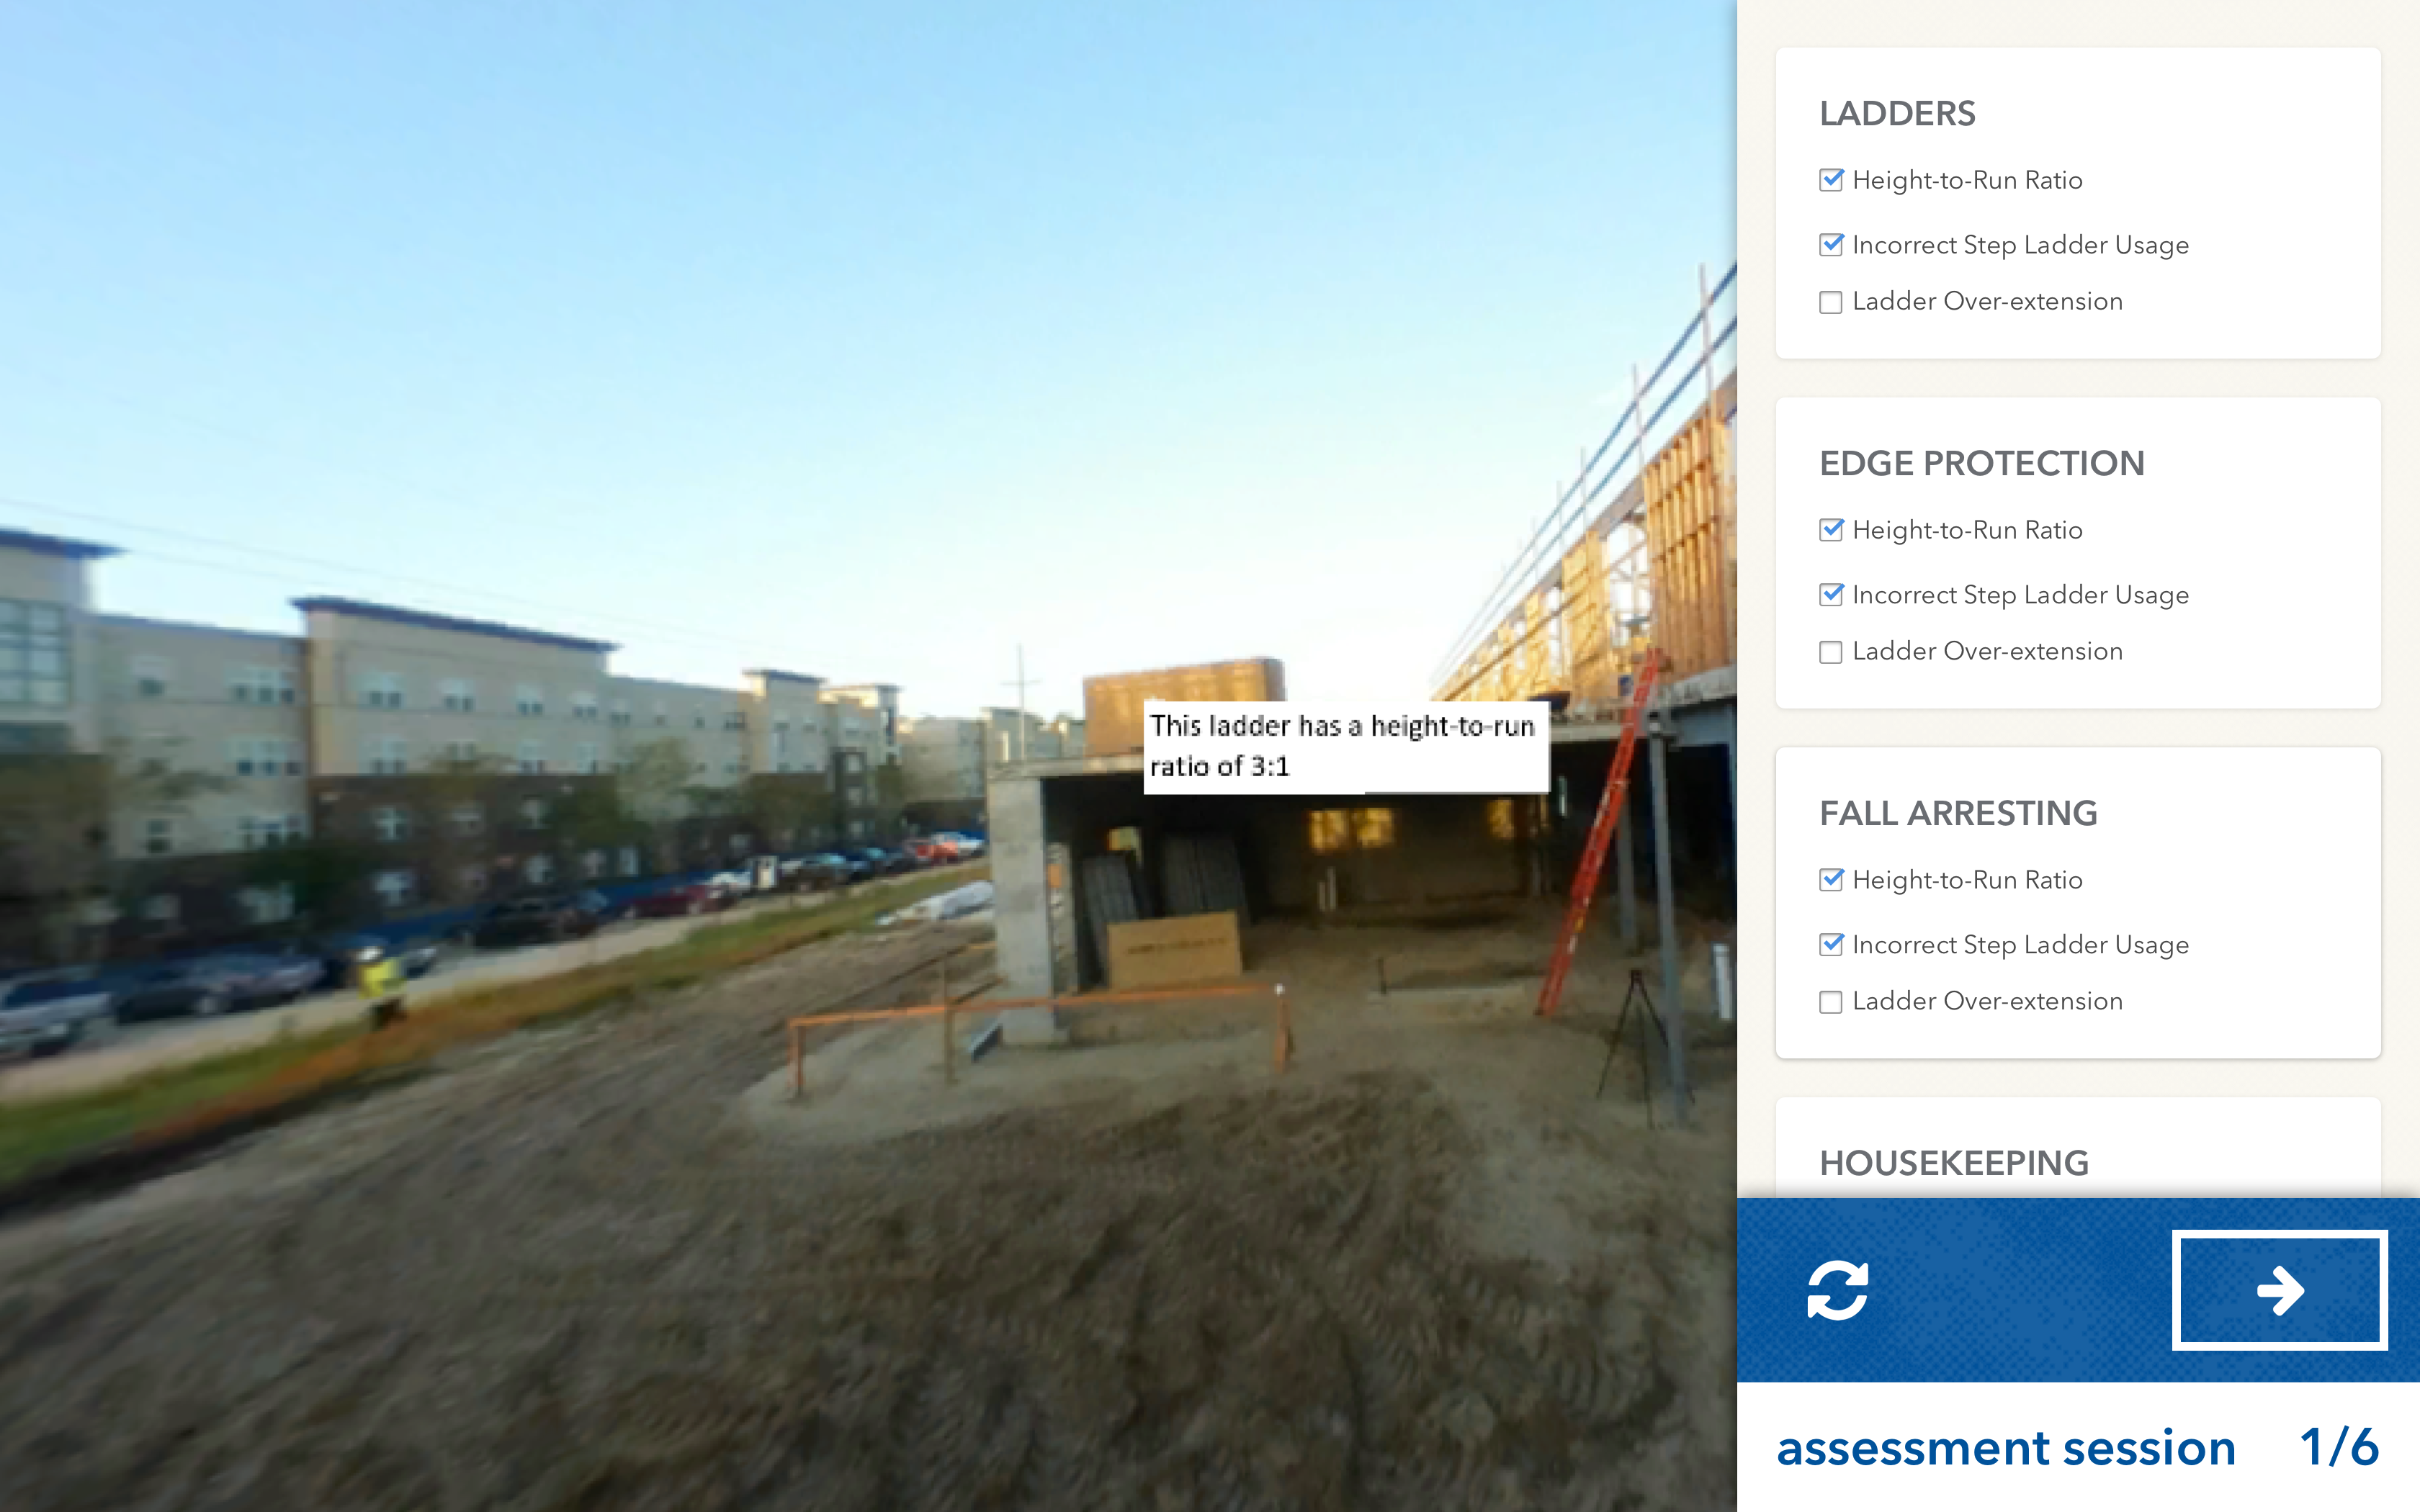 This ladder has a height-to-run
ratio of 3:1
LADDERS
Height-to-Run Ratio
Incorrect Step Ladder Usage
Ladder Over-extension
EDGE PROTECTION
Height-to-Run Ratio
Incorrect Step Ladder Usage
Ladder Over-extension
FALL ARRESTING
Height-to-Run Ratio
Incorrect Step Ladder Usage
Ladder Over-extension
HOUSEKEEPING
assessment session 1/6